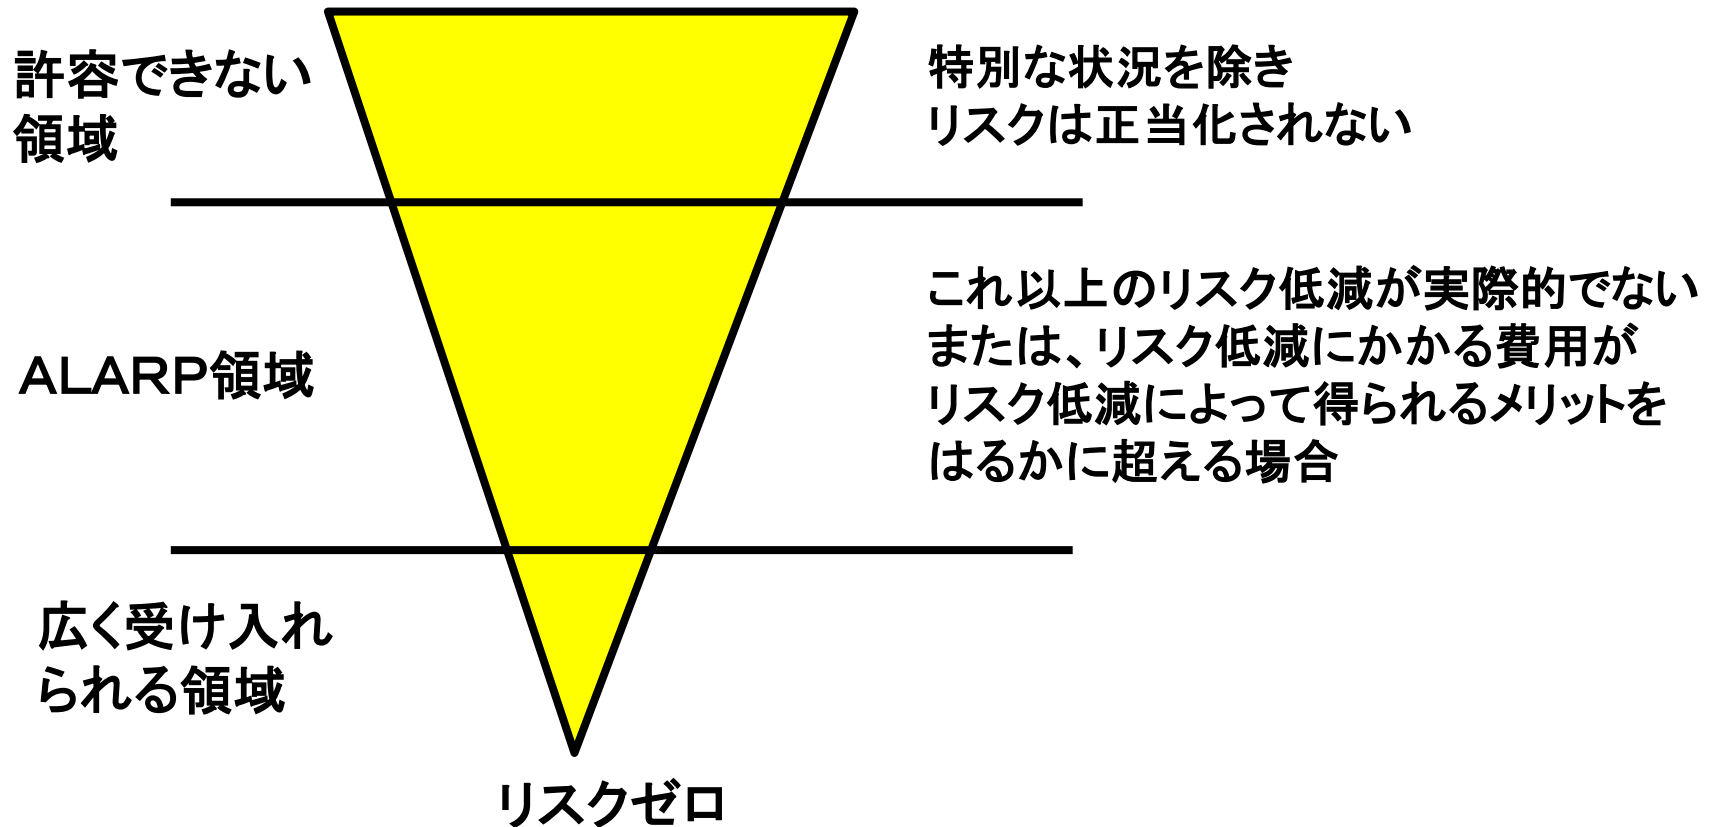 許容できない
領域
特別な状況を除き
リスクは正当化されない
ALARP領域
これ以上のリスク低減が実際的でない
または、リスク低減にかかる費用が
リスク低減によって得られるメリットを
はるかに超える場合
広く受け入れ
られる領域
リスクゼロ